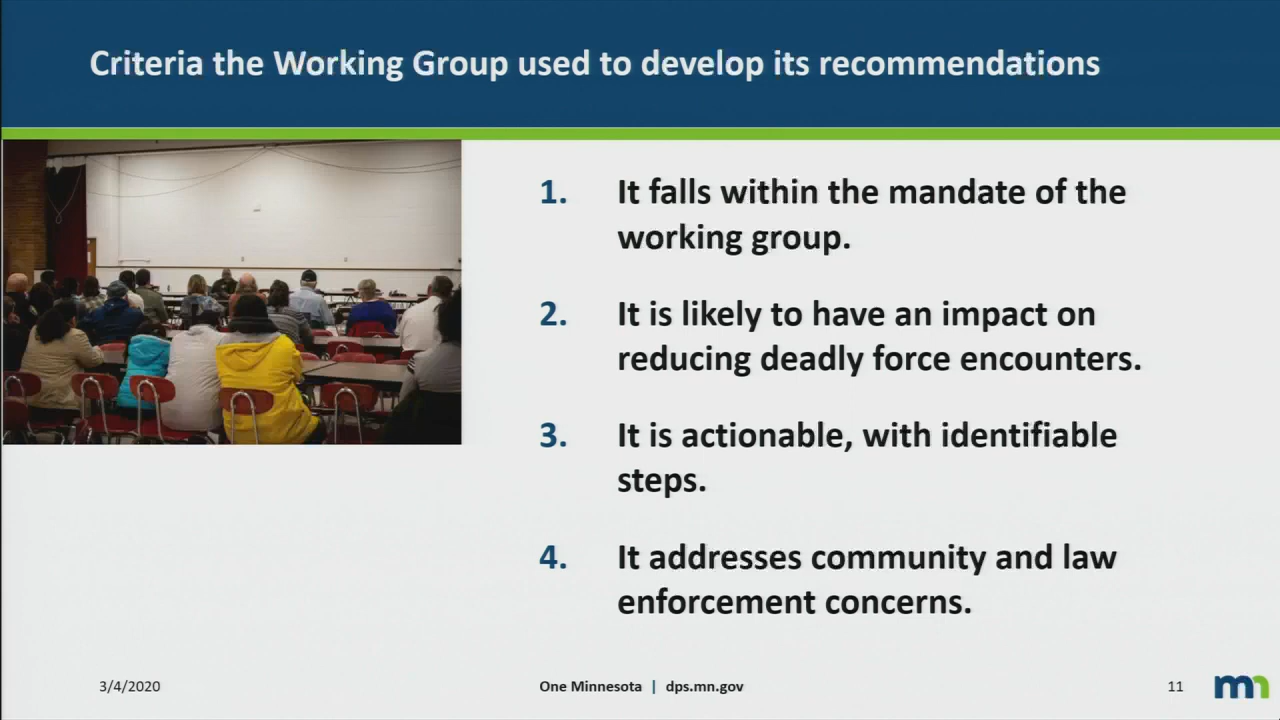 Criteria the Working Group used to develop its recommendations
1. It falls within the mandate of the
working group.
2. It is likely to have an impact on
reducing deadly force encounters.
3. It is actionable, with identifiable
steps.
4. It addresses community and law
enforcement concerns.
3/4/2020
One Minnesota | dps.mn.gov
11
mn